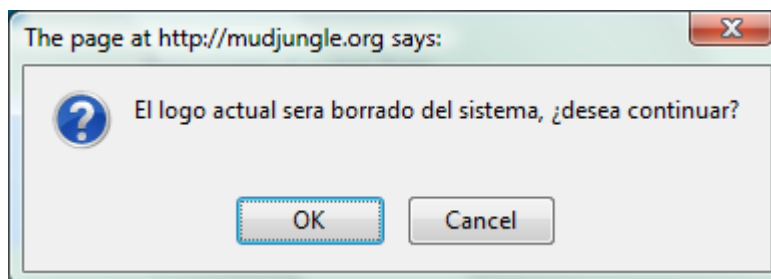 The page at http://mudjungle.org says:
El logo actual sera borrado del sistema, ¿desea continuar?
OK
Cancel